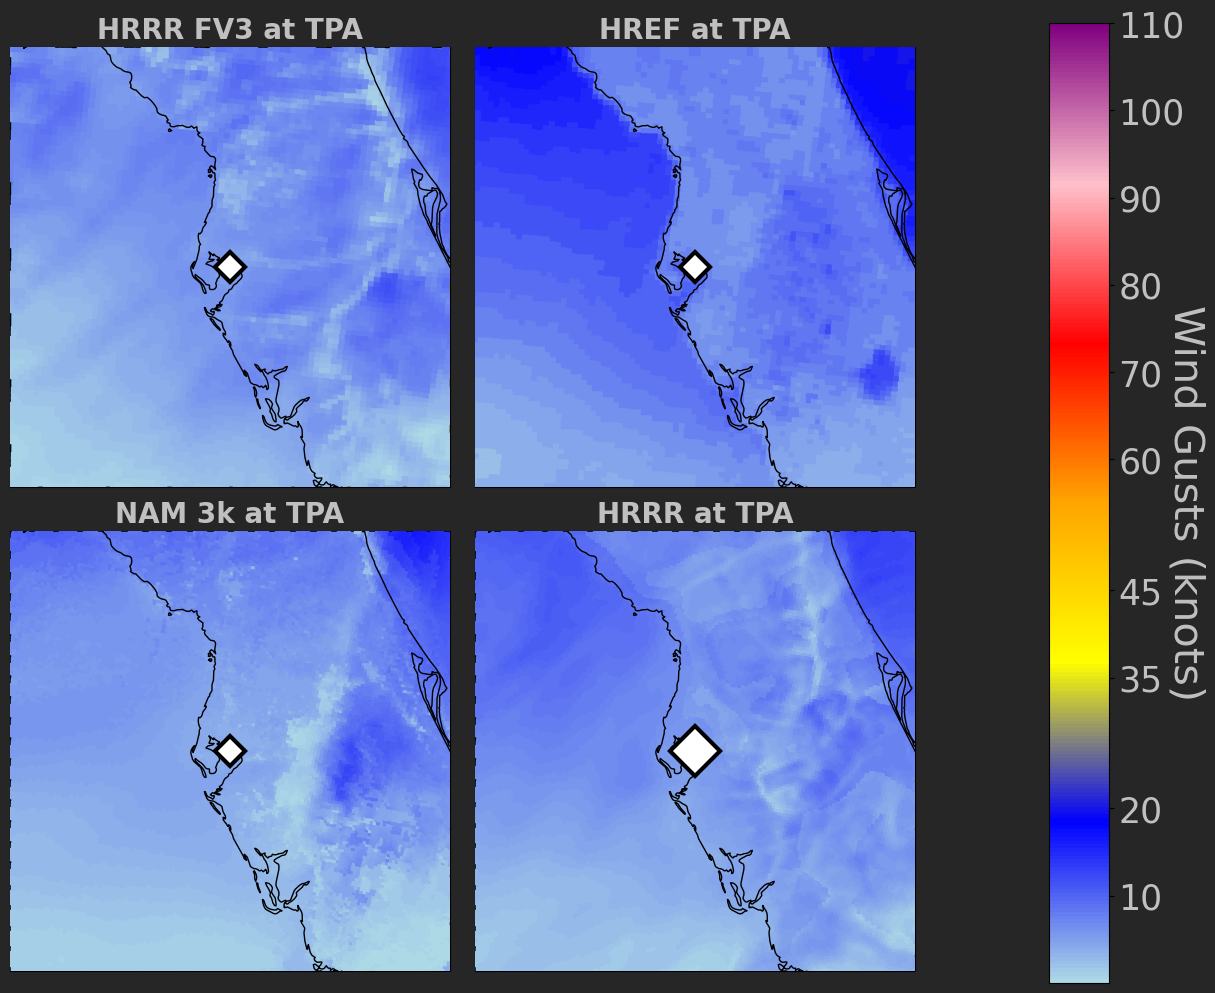 HRRR FV3 at TPA
HREF at TPA
NAM 3k at TPA
HRRR at TPA
110
100
90
80
70
60
45
35
20
10
Wind Gusts (knots)